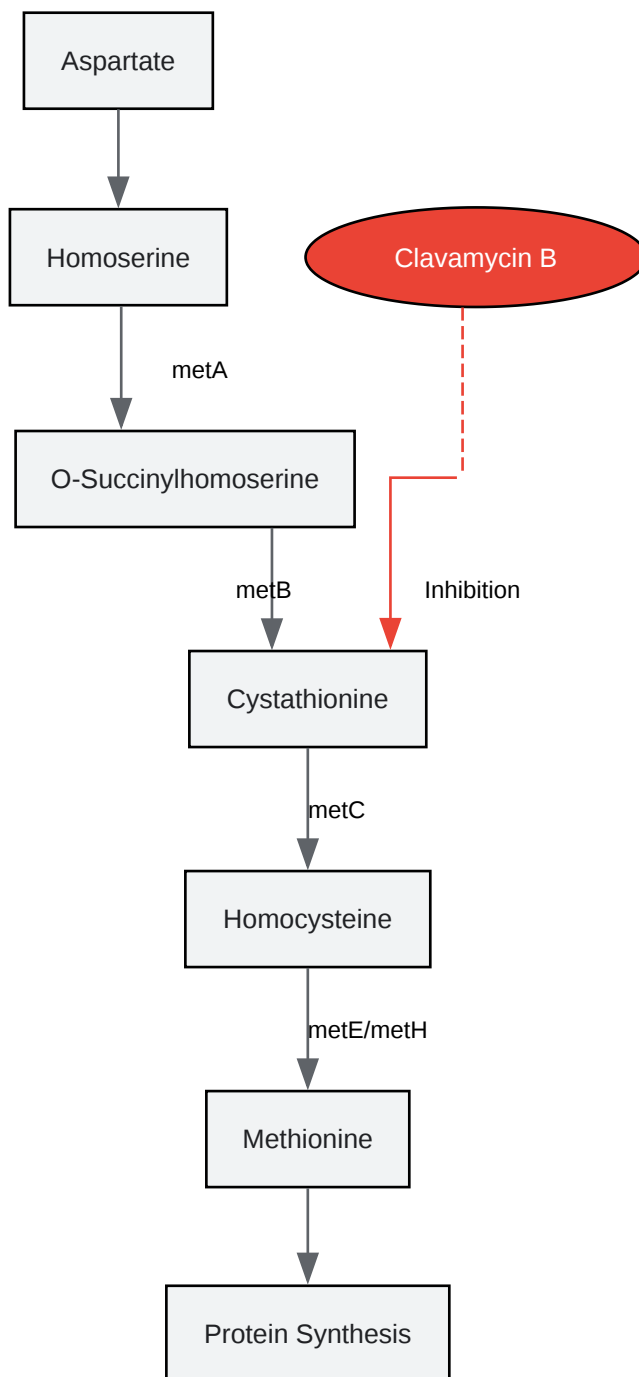 Aspartate
Homoserine
Clavamycin B
metA
O-Succinylhomoserine
metB
Inhibition
Cystathionine
metC
Homocysteine
metE/metH
Methionine
Protein Synthesis